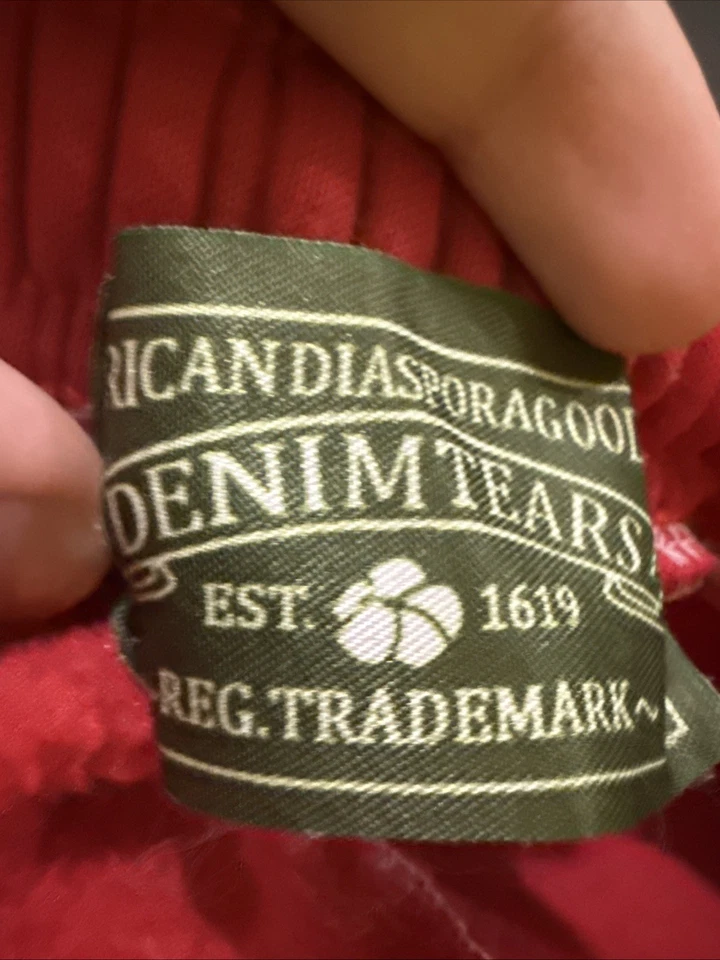 RICAN DIASPORA GOOD
DENIM TEARS
EST. 1619
~REG. TRADEMARK~